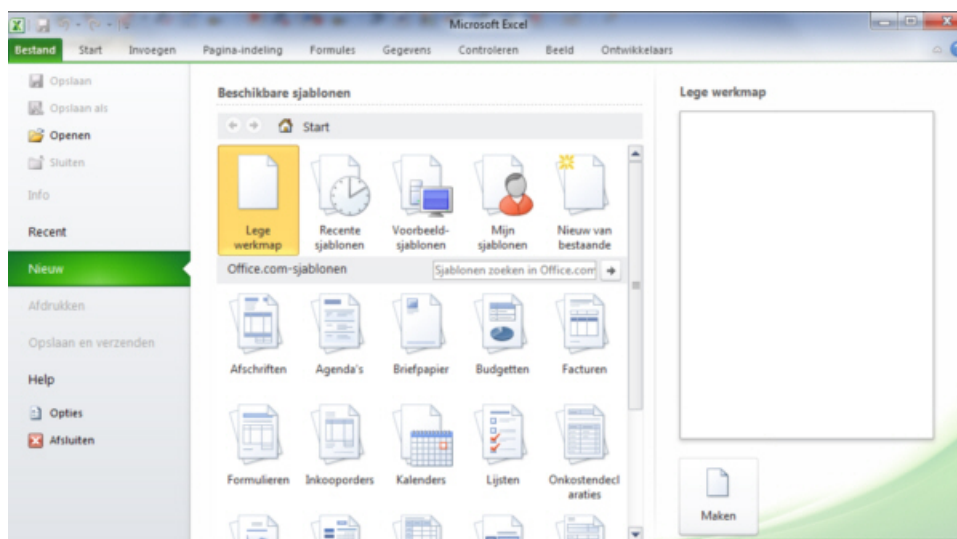 Microsoft Excel
Bestand Start Invoegen Pagina-indeling Formules Gegevens Controleren Beeld Ontwikkelaars
Opslaan
Opslaan als
Openen
Sluiten
Info
Recent
Nieuw
Afdrukken
Opslaan en verzenden
Help
Opties
Afsluiten
Beschikbare sjablonen
Start
Lege werkmap
Recente sjablonen
Voorbeeld-sjablonen
Mijn sjablonen
Nieuw van bestaande
Office.com-sjablonen
Sjablonen zoeken in Office.com
Afschriften Agenda's Briefpapier Budgetten Facturen
Formulieren Inkooporders Kalenders Lijsten Onkostendecl
araties
Lege werkmap
Maken